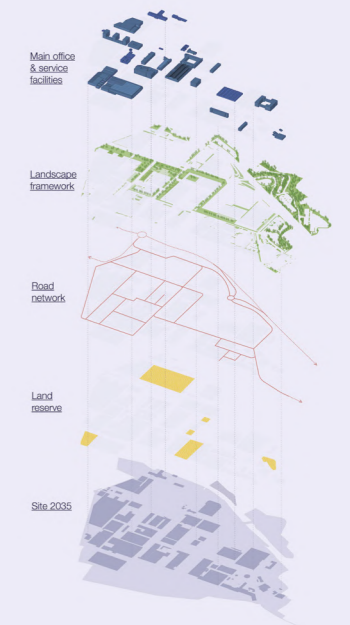 Main office
& service
facilities
Landscape
framework
Road
network
Land
reserve
Site 2035